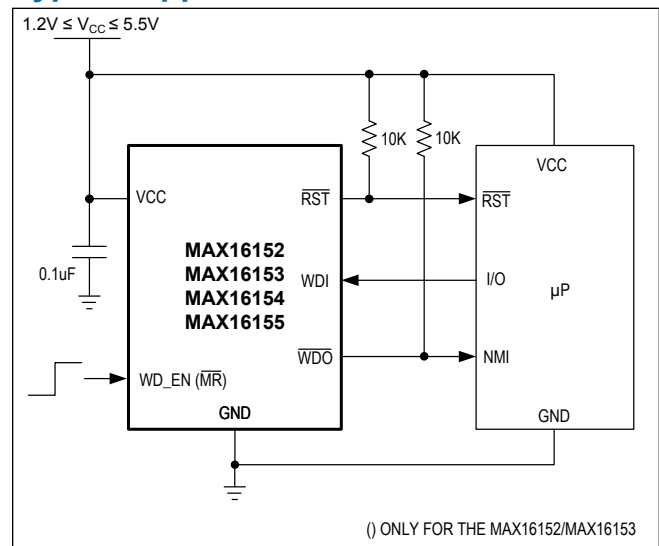 1.2V ≤ VCC ≤ 5.5V
10K
10K
VCC
VCC
RST
RST
0.1uF
MAX16152
MAX16153
MAX16154
MAX16155
WDI
I/O
µP
WDO
NMI
WD_EN (MR)
GND
GND
() ONLY FOR THE MAX16152/MAX16153